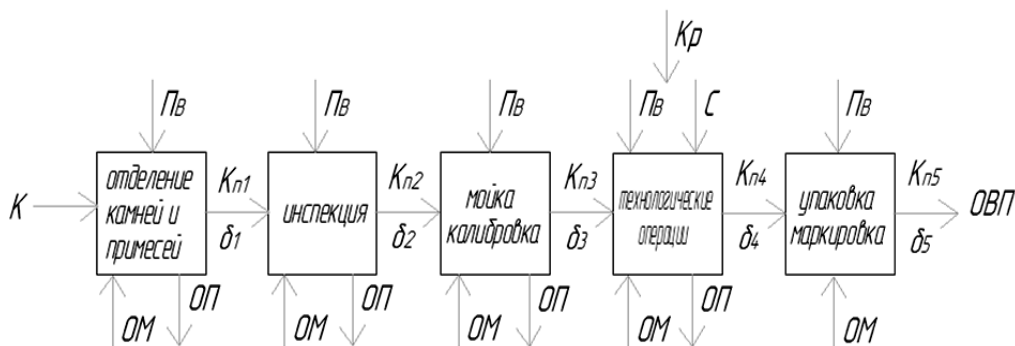 Кр
Пв
Пв
Пв
Пв
С
Пв
К
отделение
камней и
примесей
Кп1
δ1
инспекция
Кп2
δ2
мойка
калибровка
Кп3
δ3
технологические
операции
Кп4
δ4
упаковка
маркировка
Кп5
δ5
ОВП
ОМ
ОП
ОМ
ОП
ОМ
ОП
ОМ
ОП
ОМ